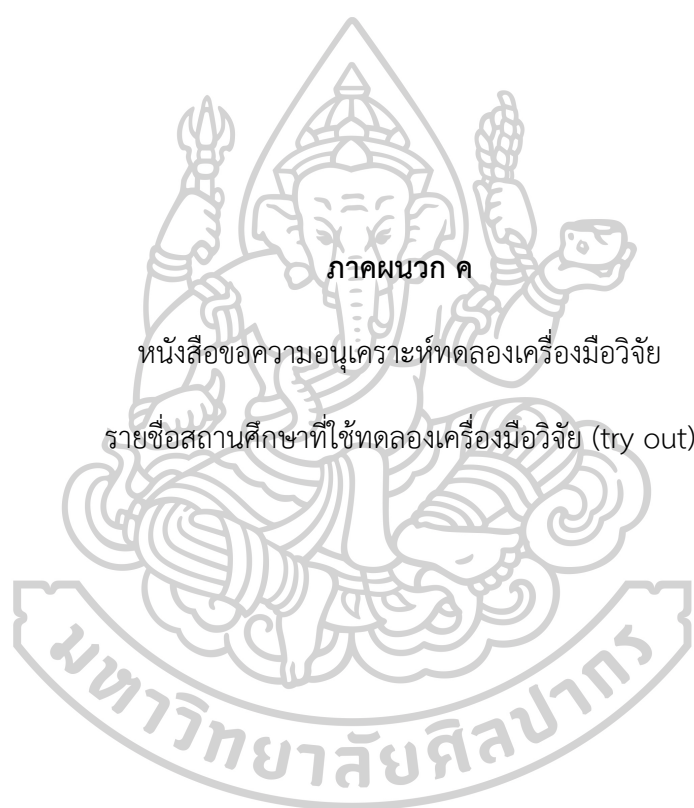 ภาคผนวก ค
หนังสือขอความอนุเคราะห์ทดลองเครื่องมือวิจัย
รายชื่อสถานศึกษาที่ใช้ทดลองเครื่องมือวิจัย (try out)
มหาวิทยาลัยศิลปากร